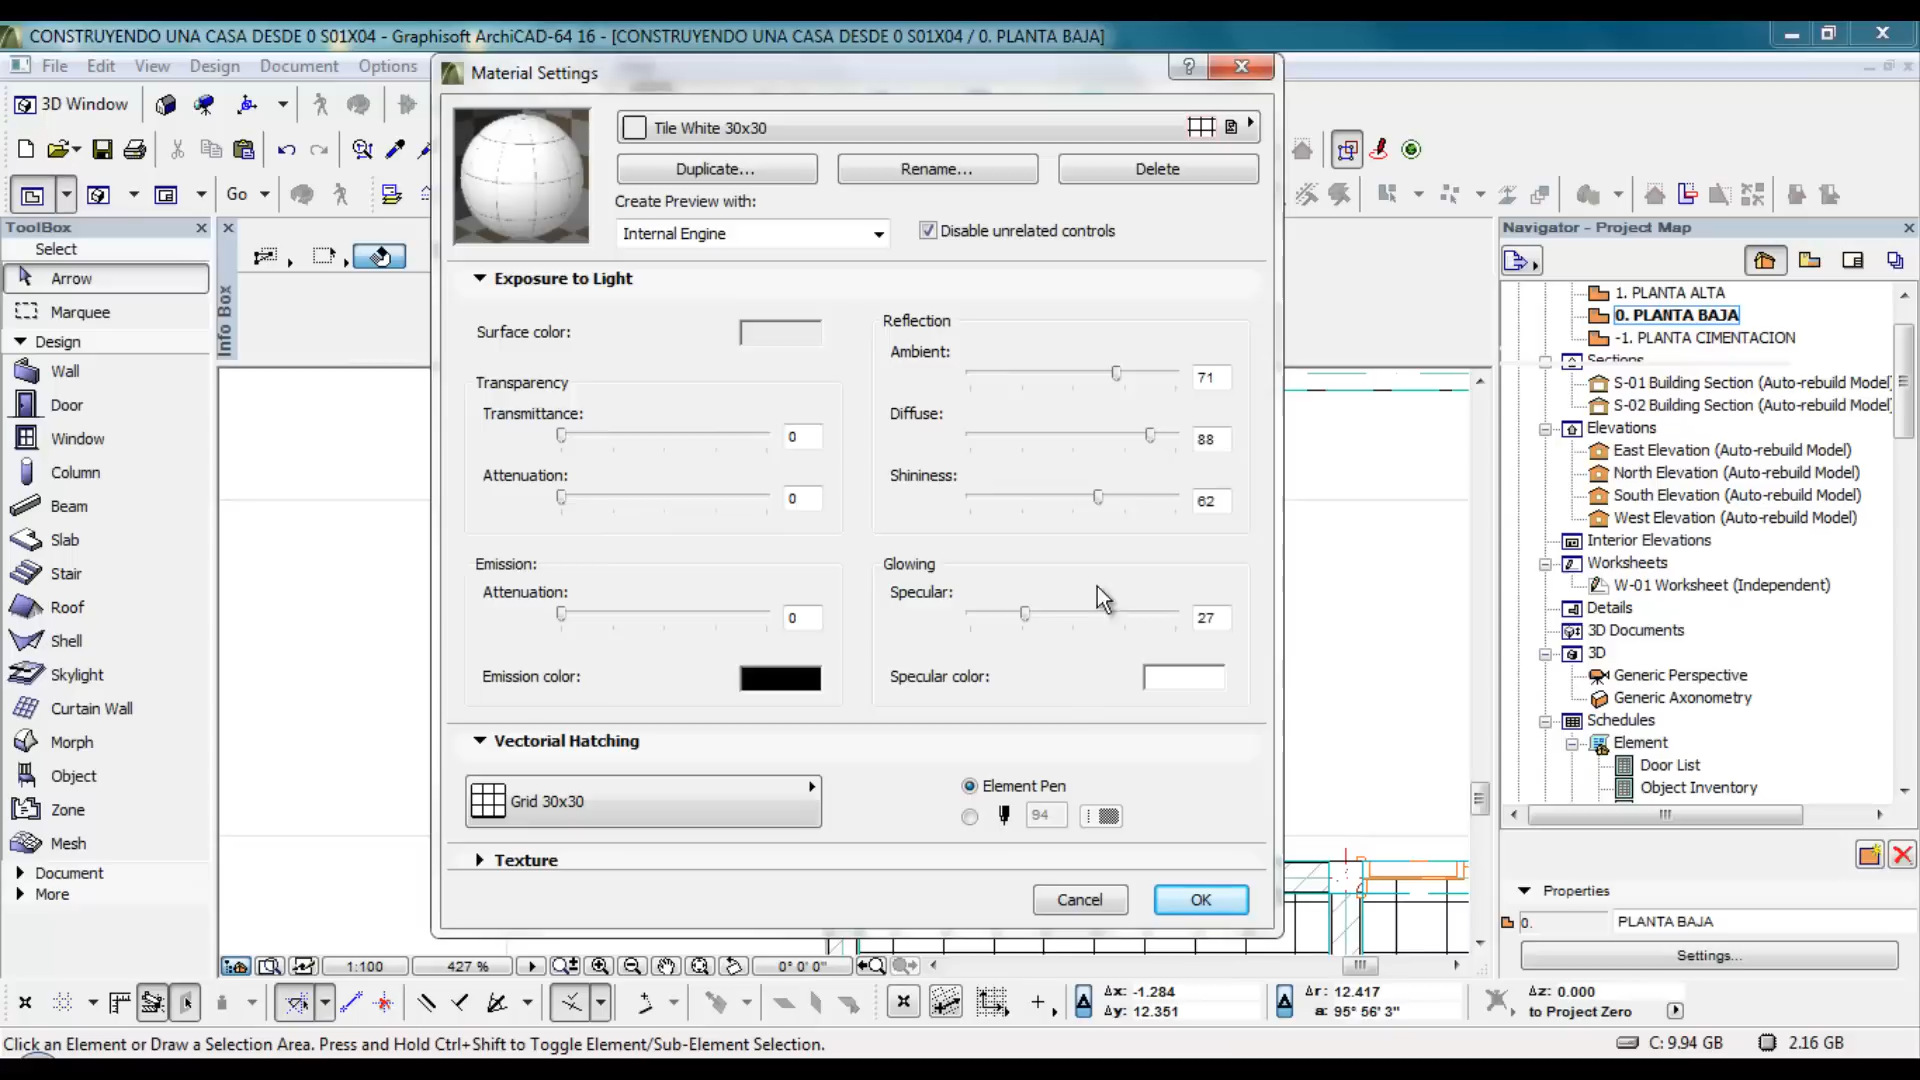 CONSTRUYENDO UNA CASA DESDE 0 S01X04 - Graphisoft ArchiCAD-64 16 - [CONSTRUYENDO UNA CASA DESDE 0 S01X04 / 0. PLANTA BAJA]
File Edit View Design Document Options
Material Settings
3D Window
Tile White 30x30
Duplicate... Rename... Delete
Go
Create Preview with:
Internal Engine
Disable unrelated controls
ToolBox
Select
Arrow
Marquee
Design
Wall
Door
Window
Column
Beam
Slab
Stair
Roof
Shell
Skylight
Curtain Wall
Morph
Object
Zone
Mesh
Document
More
Info Box
Exposure to Light
Surface color:
Transparency
Transmittance:
0
Attenuation:
0
Emission:
Attenuation:
0
Emission color:
Reflection
Ambient:
71
Diffuse:
88
Shininess:
62
Glowing
Specular:
27
Specular color:
Vectorial Hatching
Grid 30x30
Element Pen
94
Texture
Cancel OK
Navigator - Project Map
1. PLANTA ALTA
0. PLANTA BAJA
-1. PLANTA CIMENTACION
Sections
S-01 Building Section (Auto-rebuild Model)
S-02 Building Section (Auto-rebuild Model)
Elevations
East Elevation (Auto-rebuild Model)
North Elevation (Auto-rebuild Model)
South Elevation (Auto-rebuild Model)
West Elevation (Auto-rebuild Model)
Interior Elevations
Worksheets
W-01 Worksheet (Independent)
Details
3D Documents
3D
Generic Perspective
Generic Axonometry
Schedules
Element
Door List
Object Inventory
Properties
0. PLANTA BAJA
Settings...
1:100 427 % 0° 0' 0"
Δx: -1.284
Δy: 12.351
Δr: 12.417
a: 95° 56' 3"
Δz: 0.000
to Project Zero
Click an Element or Draw a Selection Area. Press and Hold Ctrl+Shift to Toggle Element/Sub-Element Selection.
C: 9.94 GB 2.16 GB